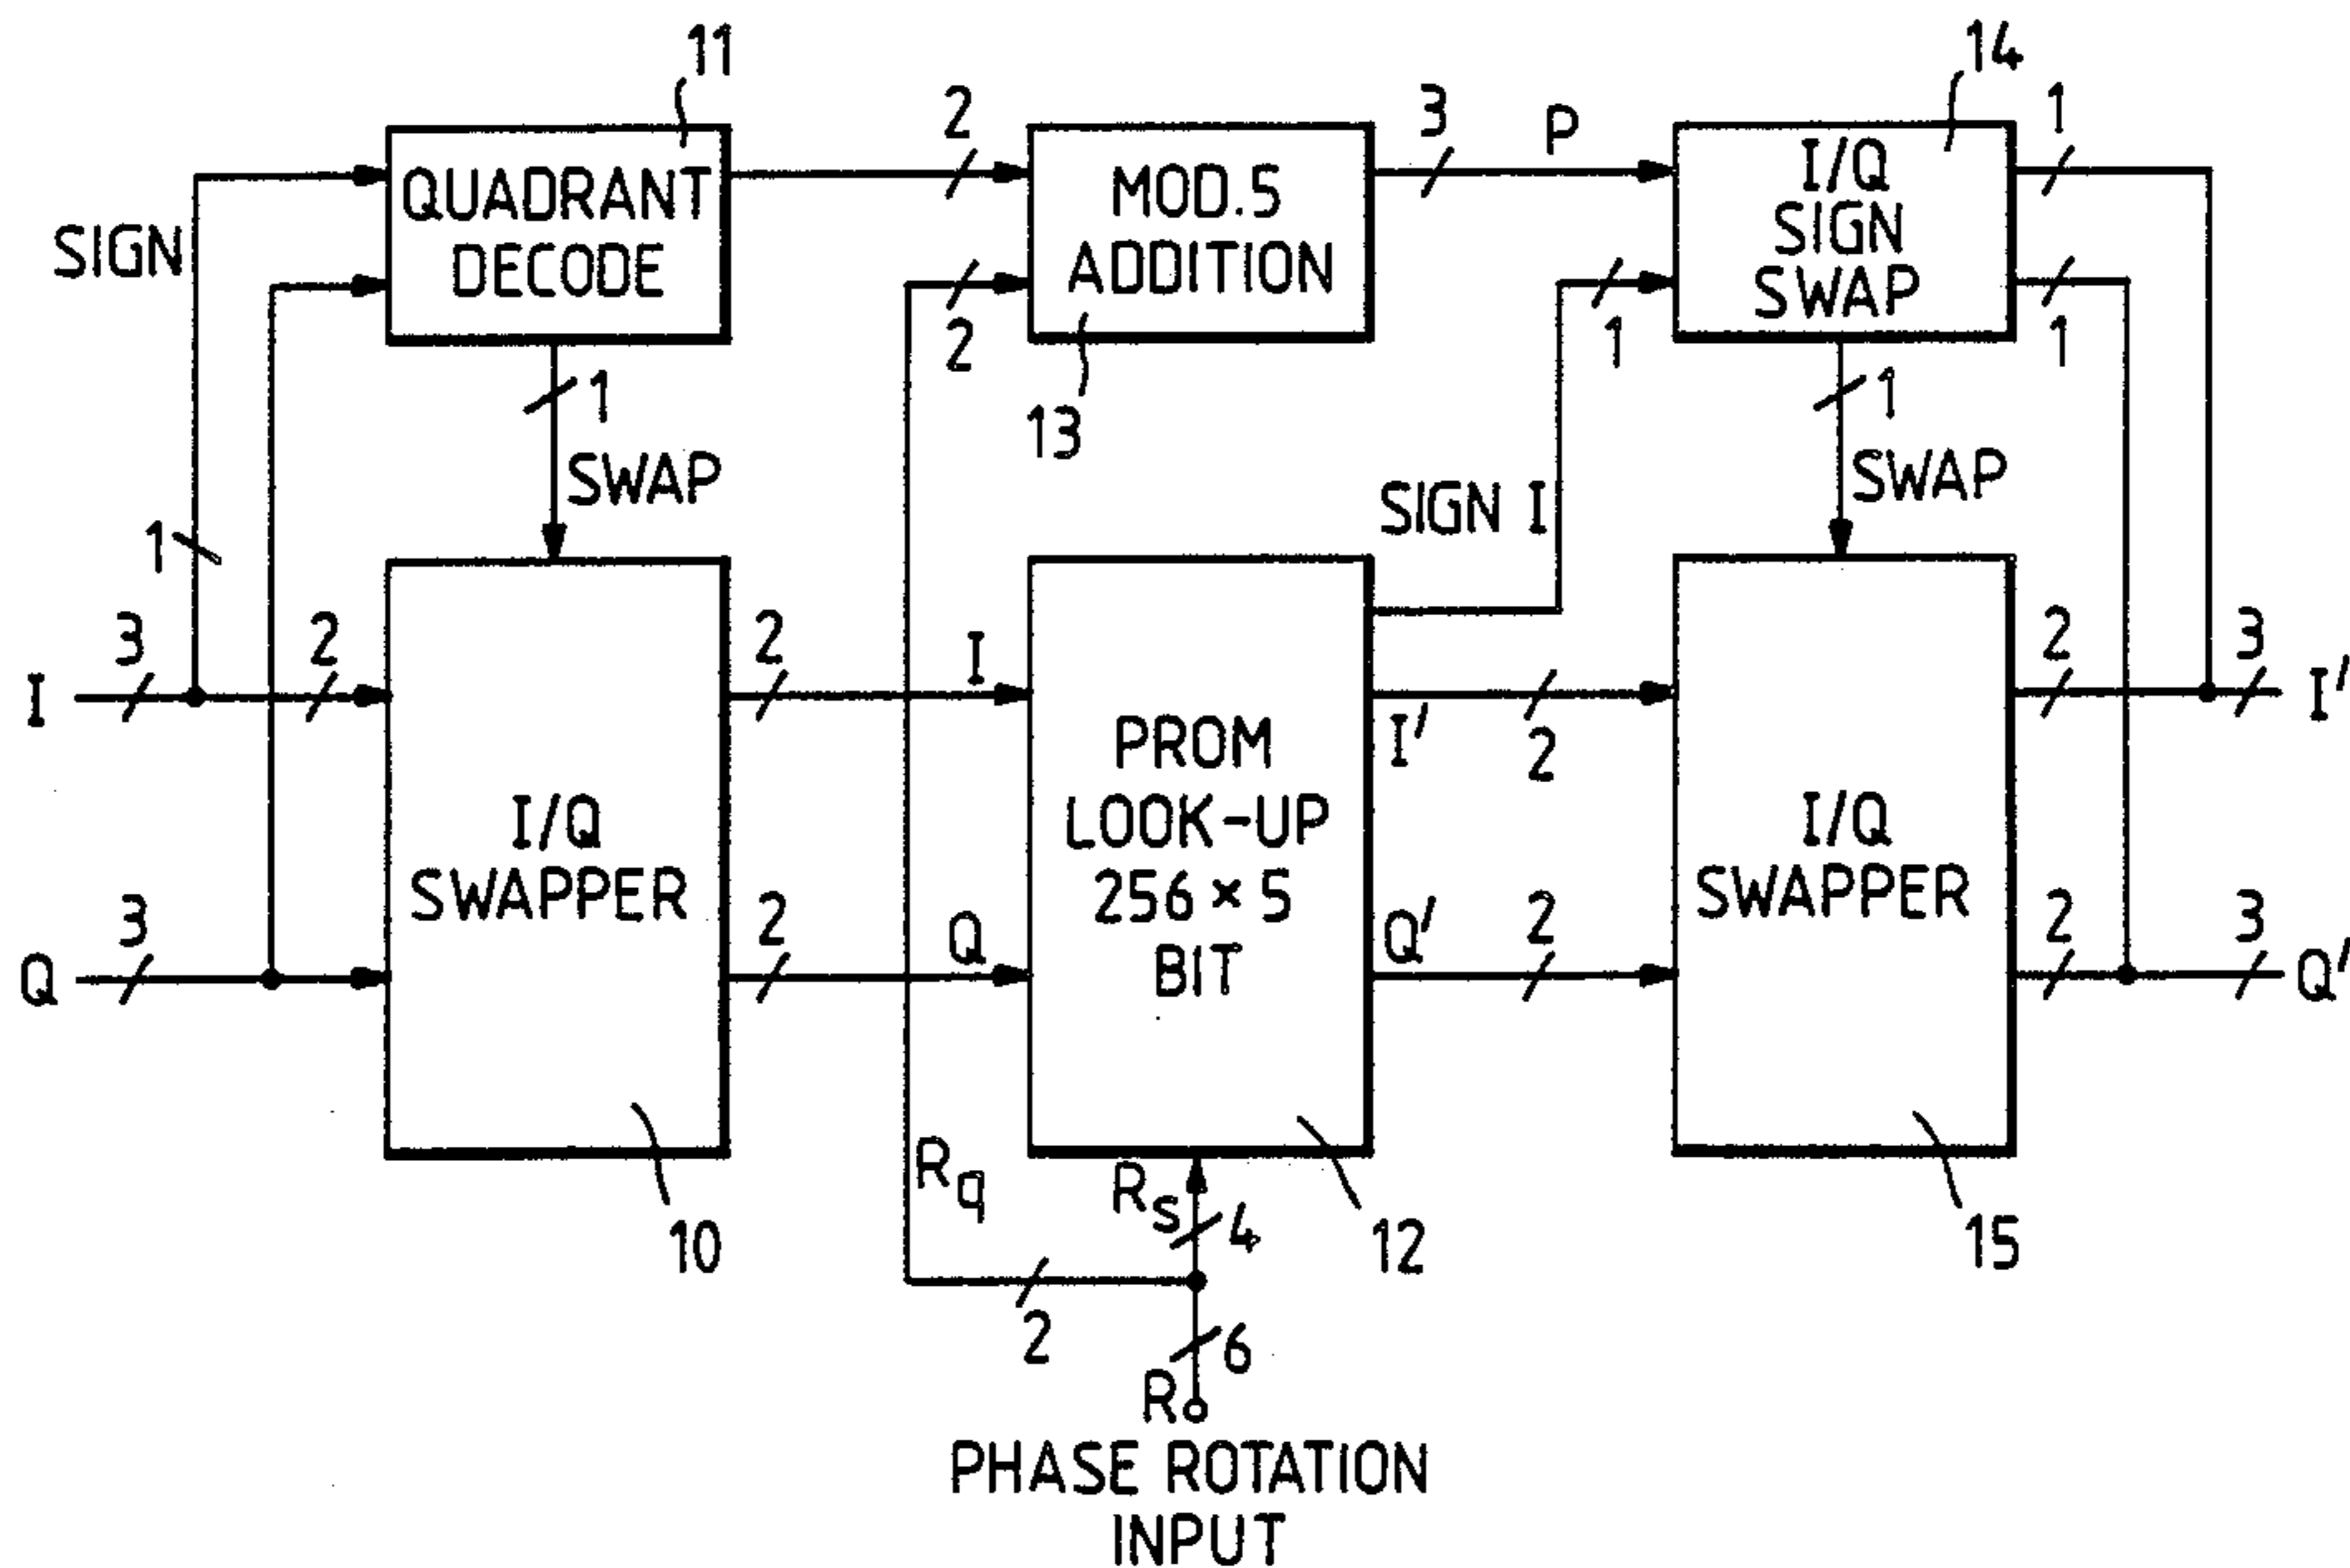 11
14
2
3
P
1
QUADRANT
DECODE
MOD.5
ADDITION
I/Q
SIGN
SWAP
SIGN
2
1
1
1
13
1
SWAP
SIGN I
SWAP
1
3
2
2
I
2
3
I
I'
2
I'
PROM
LOOK-UP
256 × 5
BIT
I/Q
SWAPPER
I/Q
SWAPPER
3
2
Q
Q'
2
2
3
Q
Q'
Rq
Rs
4
10
12
15
2
6
R
PHASE ROTATION
INPUT